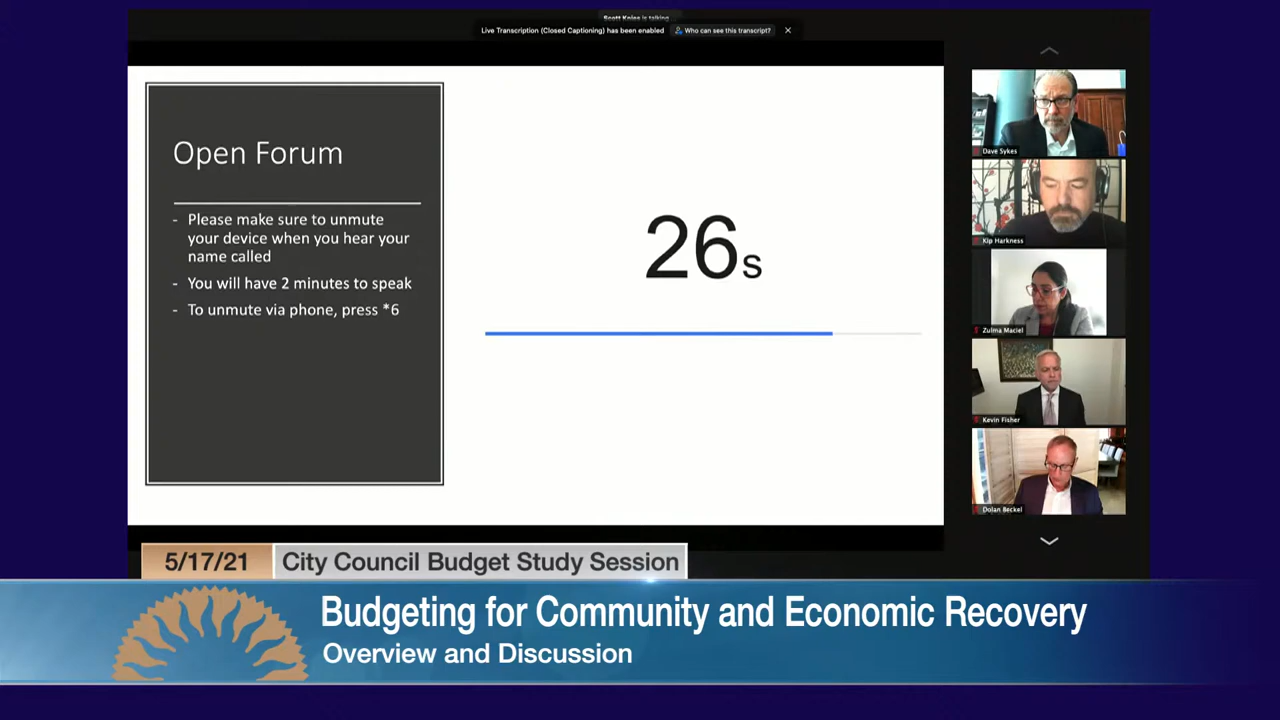 Scott Knies is talking...
Live Transcription (Closed Captioning) has been enabled
Who can see this transcript?
Open Forum
- Please make sure to unmute
your device when you hear your
name called
- You will have 2 minutes to speak
- To unmute via phone, press *6
26s
Dave Sykes
Kip Harkness
Zulma Maciel
Kevin Fisher
Dolan Beckel
5/17/21
City Council Budget Study Session
Budgeting for Community and Economic Recovery
Overview and Discussion